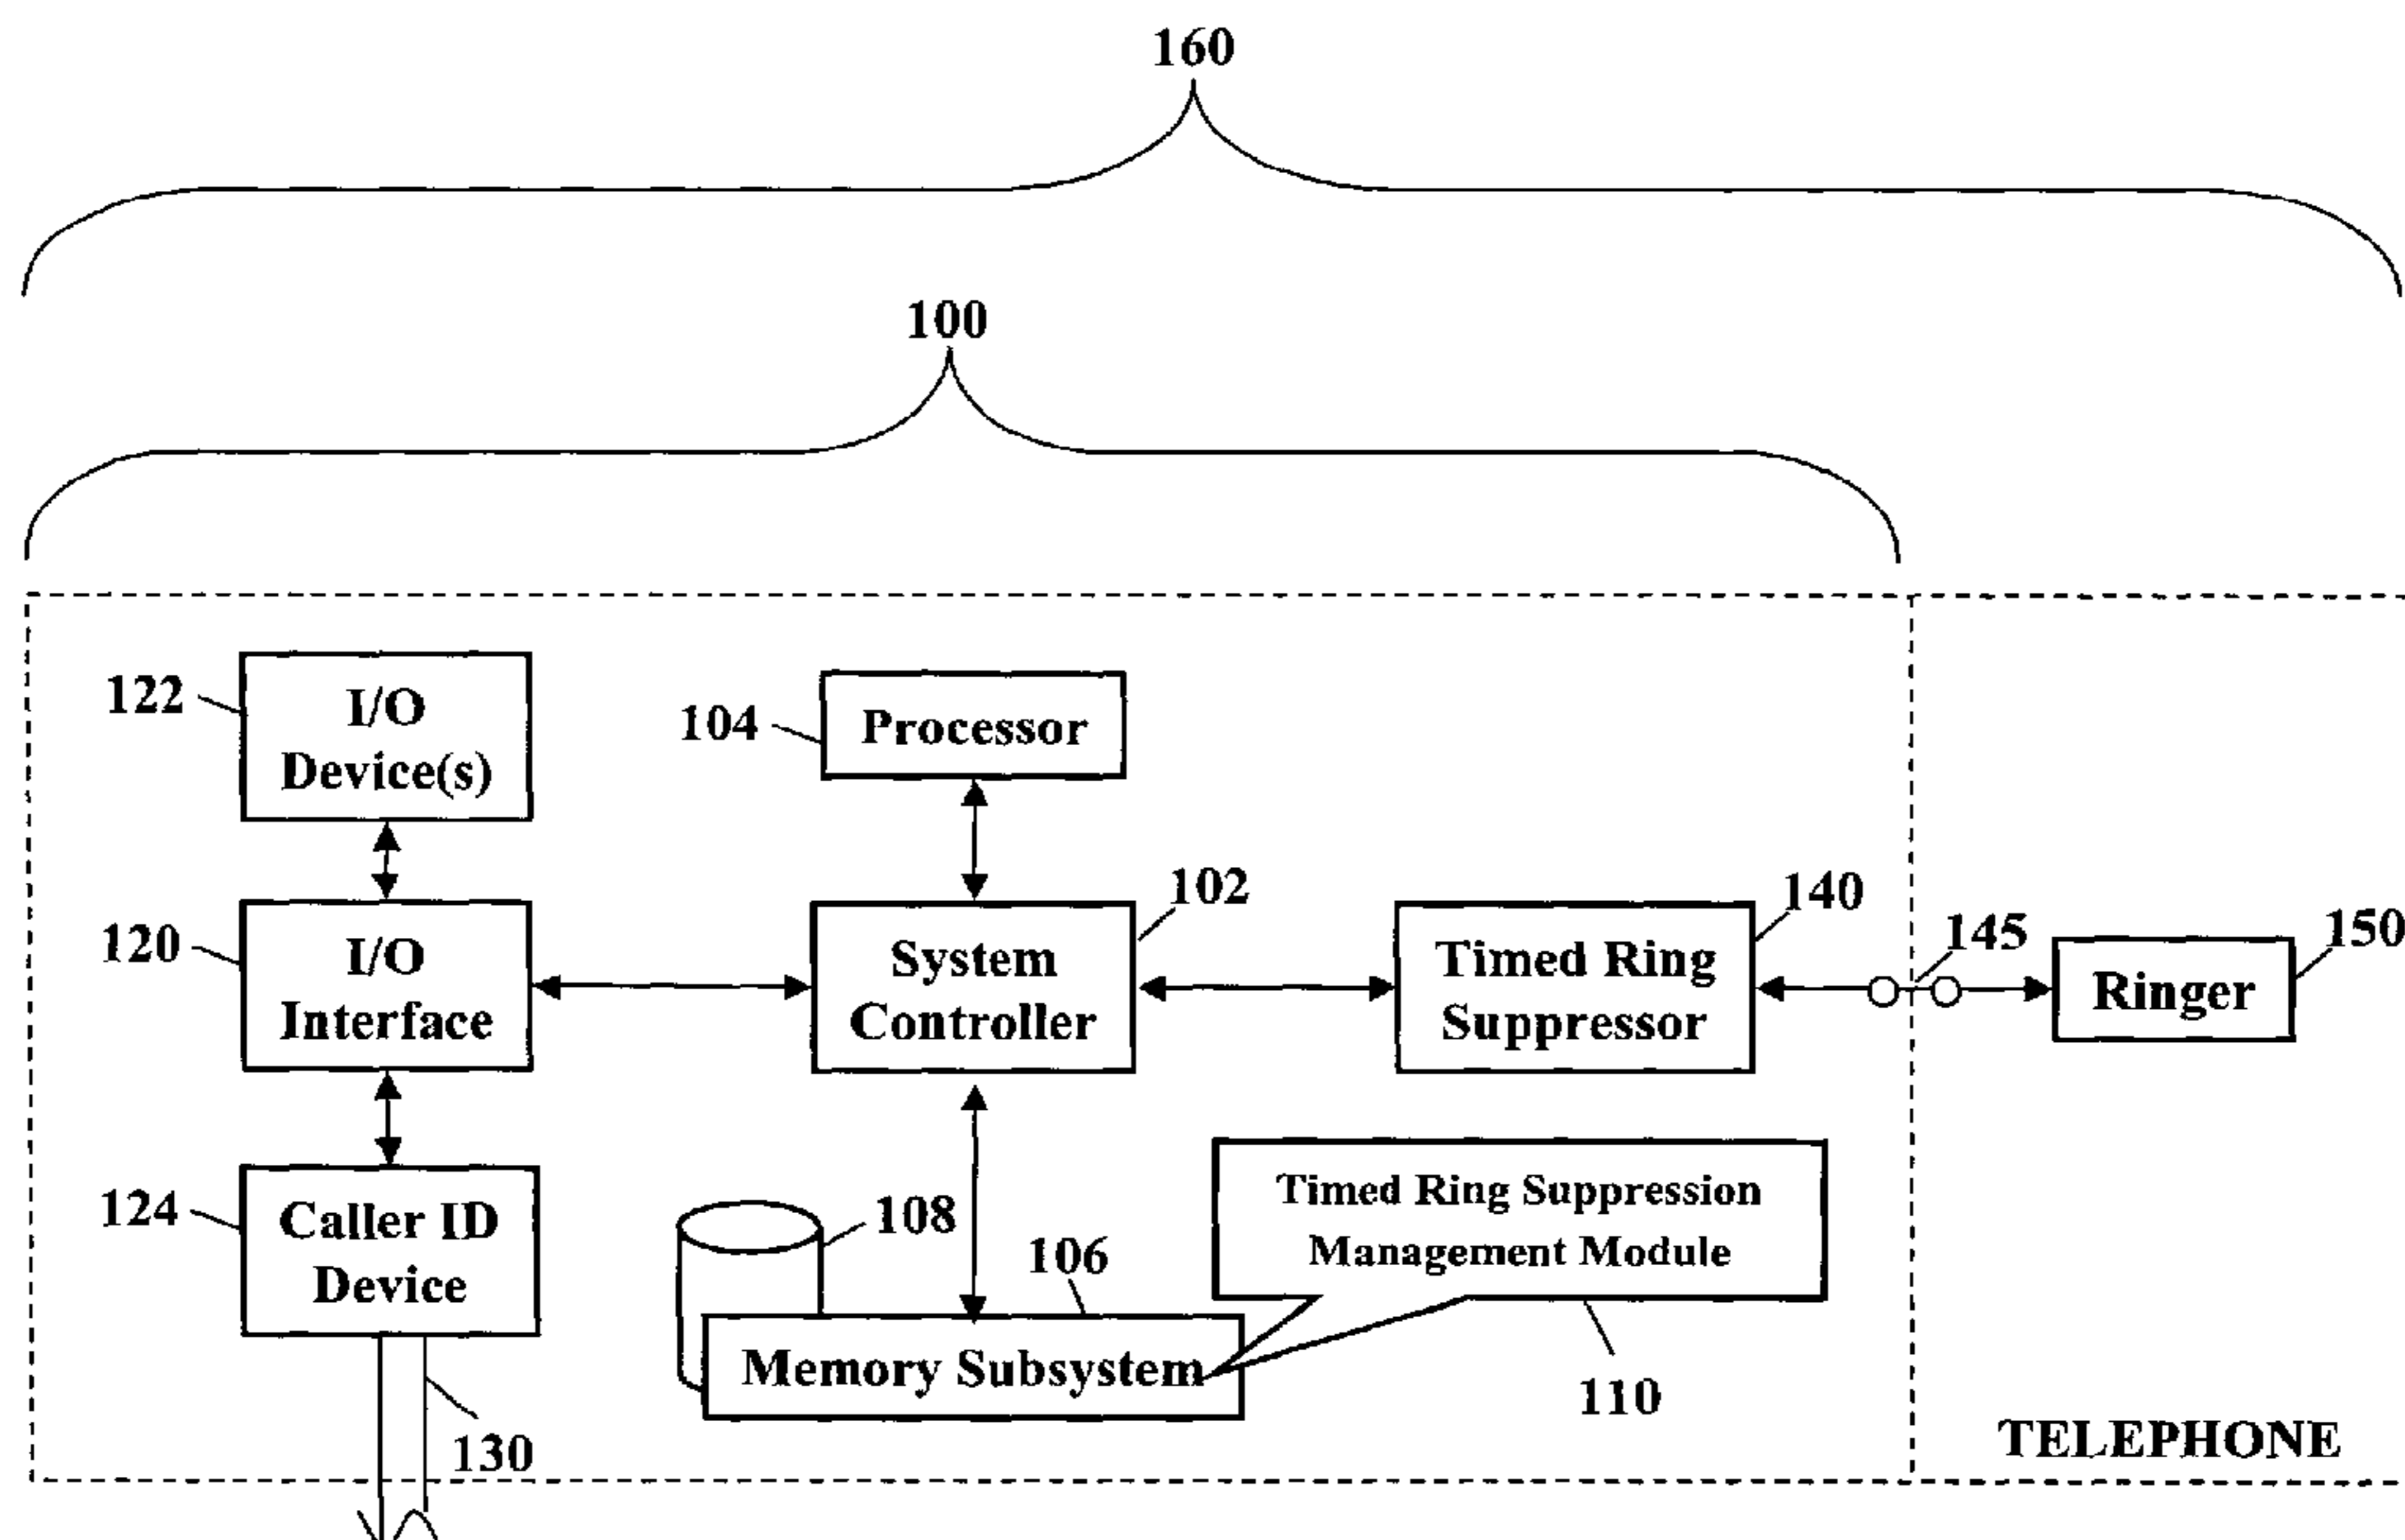 160
100
122
I/O
Device(s)
104
Processor
120
I/O
Interface
102
System
Controller
140
Timed Ring
Suppressor
145
150
Ringer
124
Caller ID
Device
108
106
Memory Subsystem
Timed Ring Suppression
Management Module
110
130
TELEPHONE